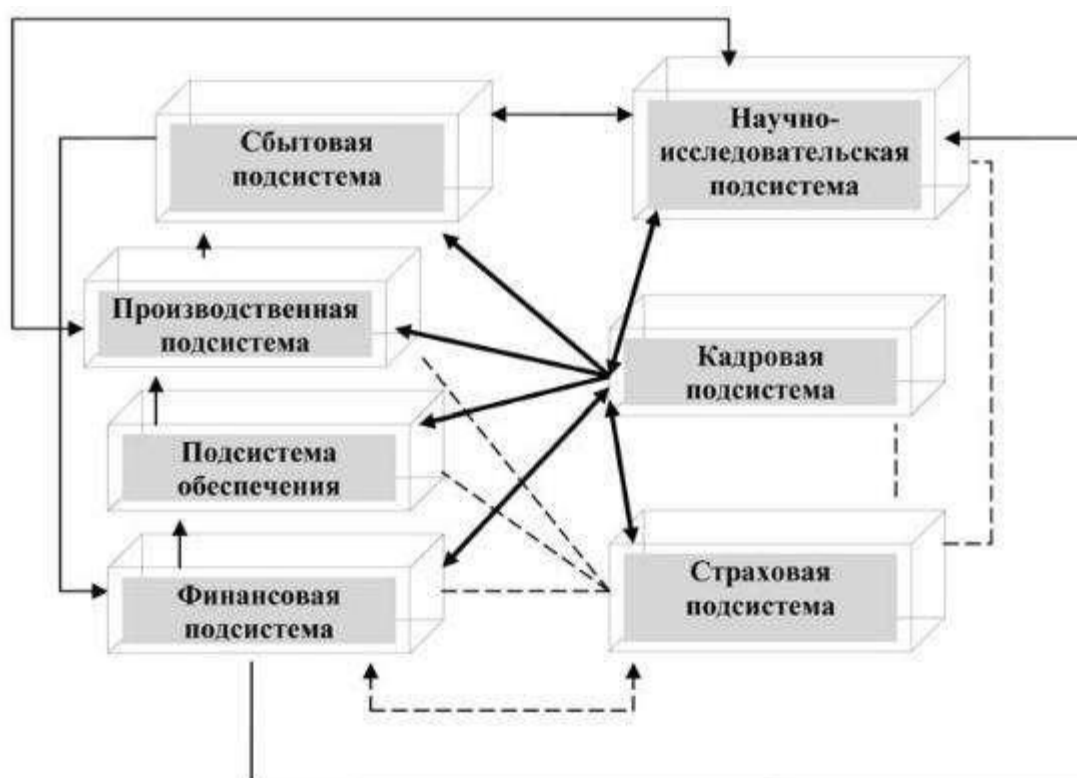 Сбытовая
подсистема
Научно-
исследовательская
подсистема
Производственная
подсистема
Кадровая
подсистема
Подсистема
обеспечения
Финансовая
подсистема
Страховая
подсистема